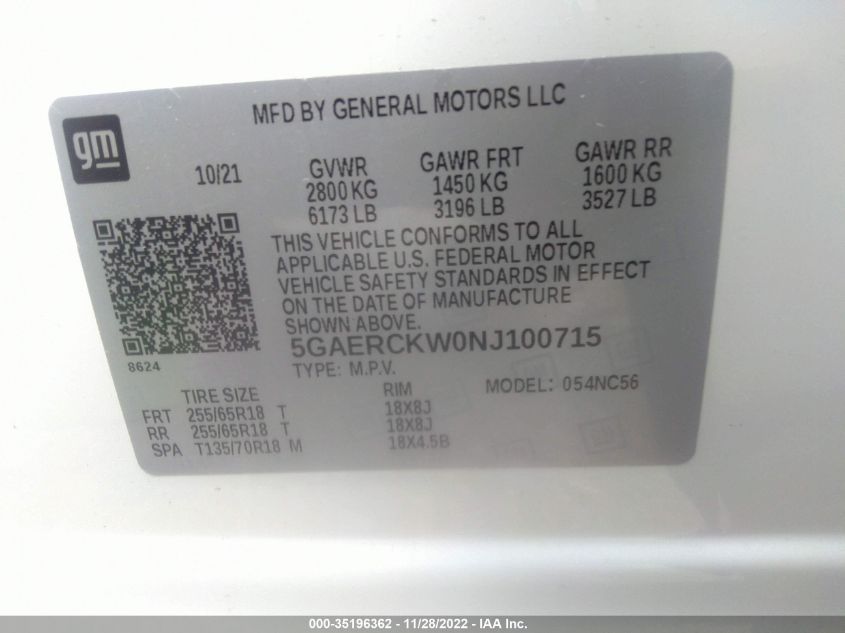 MFD BY GENERAL MOTORS LLC
gm
10/21 GVWR GAWR FRT GAWR RR
2800 KG 1450 KG 1600 KG
6173 LB 3196 LB 3527 LB
THIS VEHICLE CONFORMS TO ALL
APPLICABLE U.S. FEDERAL MOTOR
VEHICLE SAFETY STANDARDS IN EFFECT
ON THE DATE OF MANUFACTURE
SHOWN ABOVE.
5GAERCKW0NJ100715
8624
TYPE: M.P.V.
MODEL: 054NC56
TIRE SIZE RIM
FRT 255/65R18 T 18X8J
RR 255/65R18 T 18X8J
SPA T135/70R18 M 18X4.5B
000-35196362 - 11/28/2022 - IAA Inc.